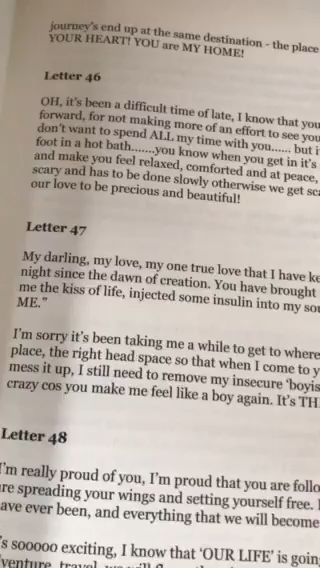 journey's end up at the same destination - the place
YOUR HEART! YOU are MY HOME!
Letter 46
OH, it's been a difficult time of late, I know that you
forward, for not making more of an effort to see you
don't want to spend ALL my time with you...... but i
foot in a hot bath.......you know when you get in it's
and make you feel relaxed, comforted and at peace,
scary and has to be done slowly otherwise we get sca
our love to be precious and beautiful!
Letter 47
My darling, my love, my one true love that I have ke
night since the dawn of creation. You have brought
me the kiss of life, injected some insulin into my sou
ME."
I'm sorry it's been taking me a while to get to where
place, the right head space so that when I come to y
mess it up, I still need to remove my insecure 'boyis
crazy cos you make me feel like a boy again. It's TH
Letter 48
I'm really proud of you, I'm proud that you are follo
are spreading your wings and setting yourself free. I
ave ever been, and everything that we will become
's sooooo exciting, I know that 'OUR LIFE' is goin
venture, travel, we will